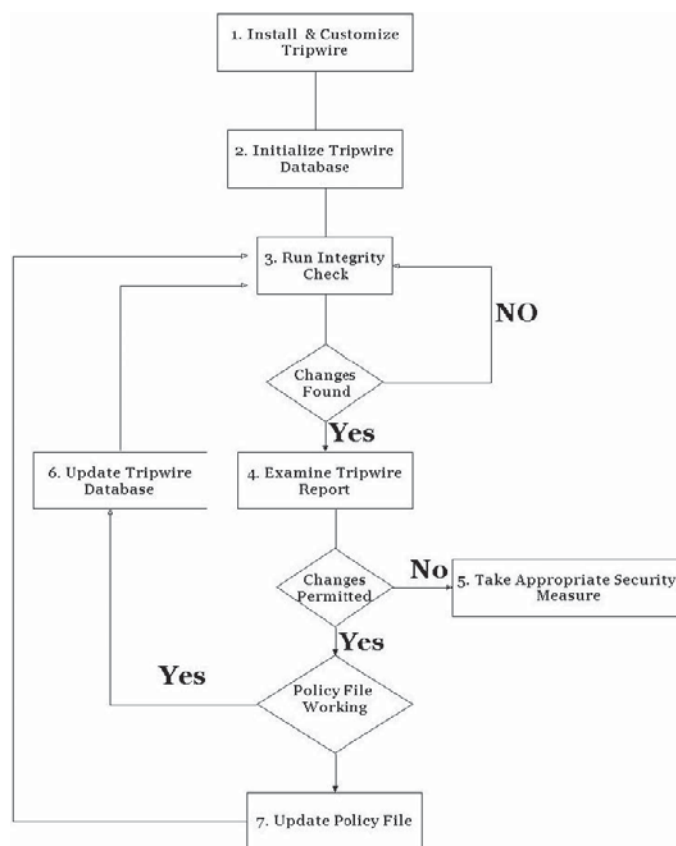 1. Install & Customize
Tripwire
2. Initialize Tripwire
Database
3. Run Integrity
Check
NO
Changes
Found
Yes
6. Update Tripwire
Database
4. Examine Tripwire
Report
Changes
Permitted
No
5. Take Appropriate Security
Measure
Yes
Yes
Policy File
Working
7. Update Policy File